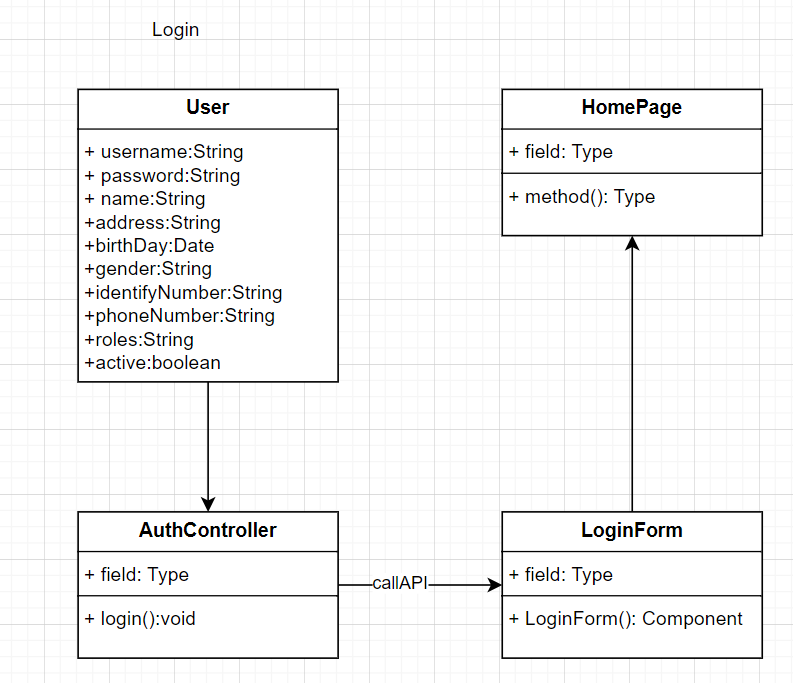 Login
User
+ username:String
+ password:String
+ name:String
+address:String
+birthDay:Date
+gender:String
+identifyNumber:String
+phoneNumber:String
+roles:String
+active:boolean
HomePage
+ field: Type
+ method(): Type
AuthController
+ field: Type
+ login():void
callAPI
LoginForm
+ field: Type
+ LoginForm(): Component